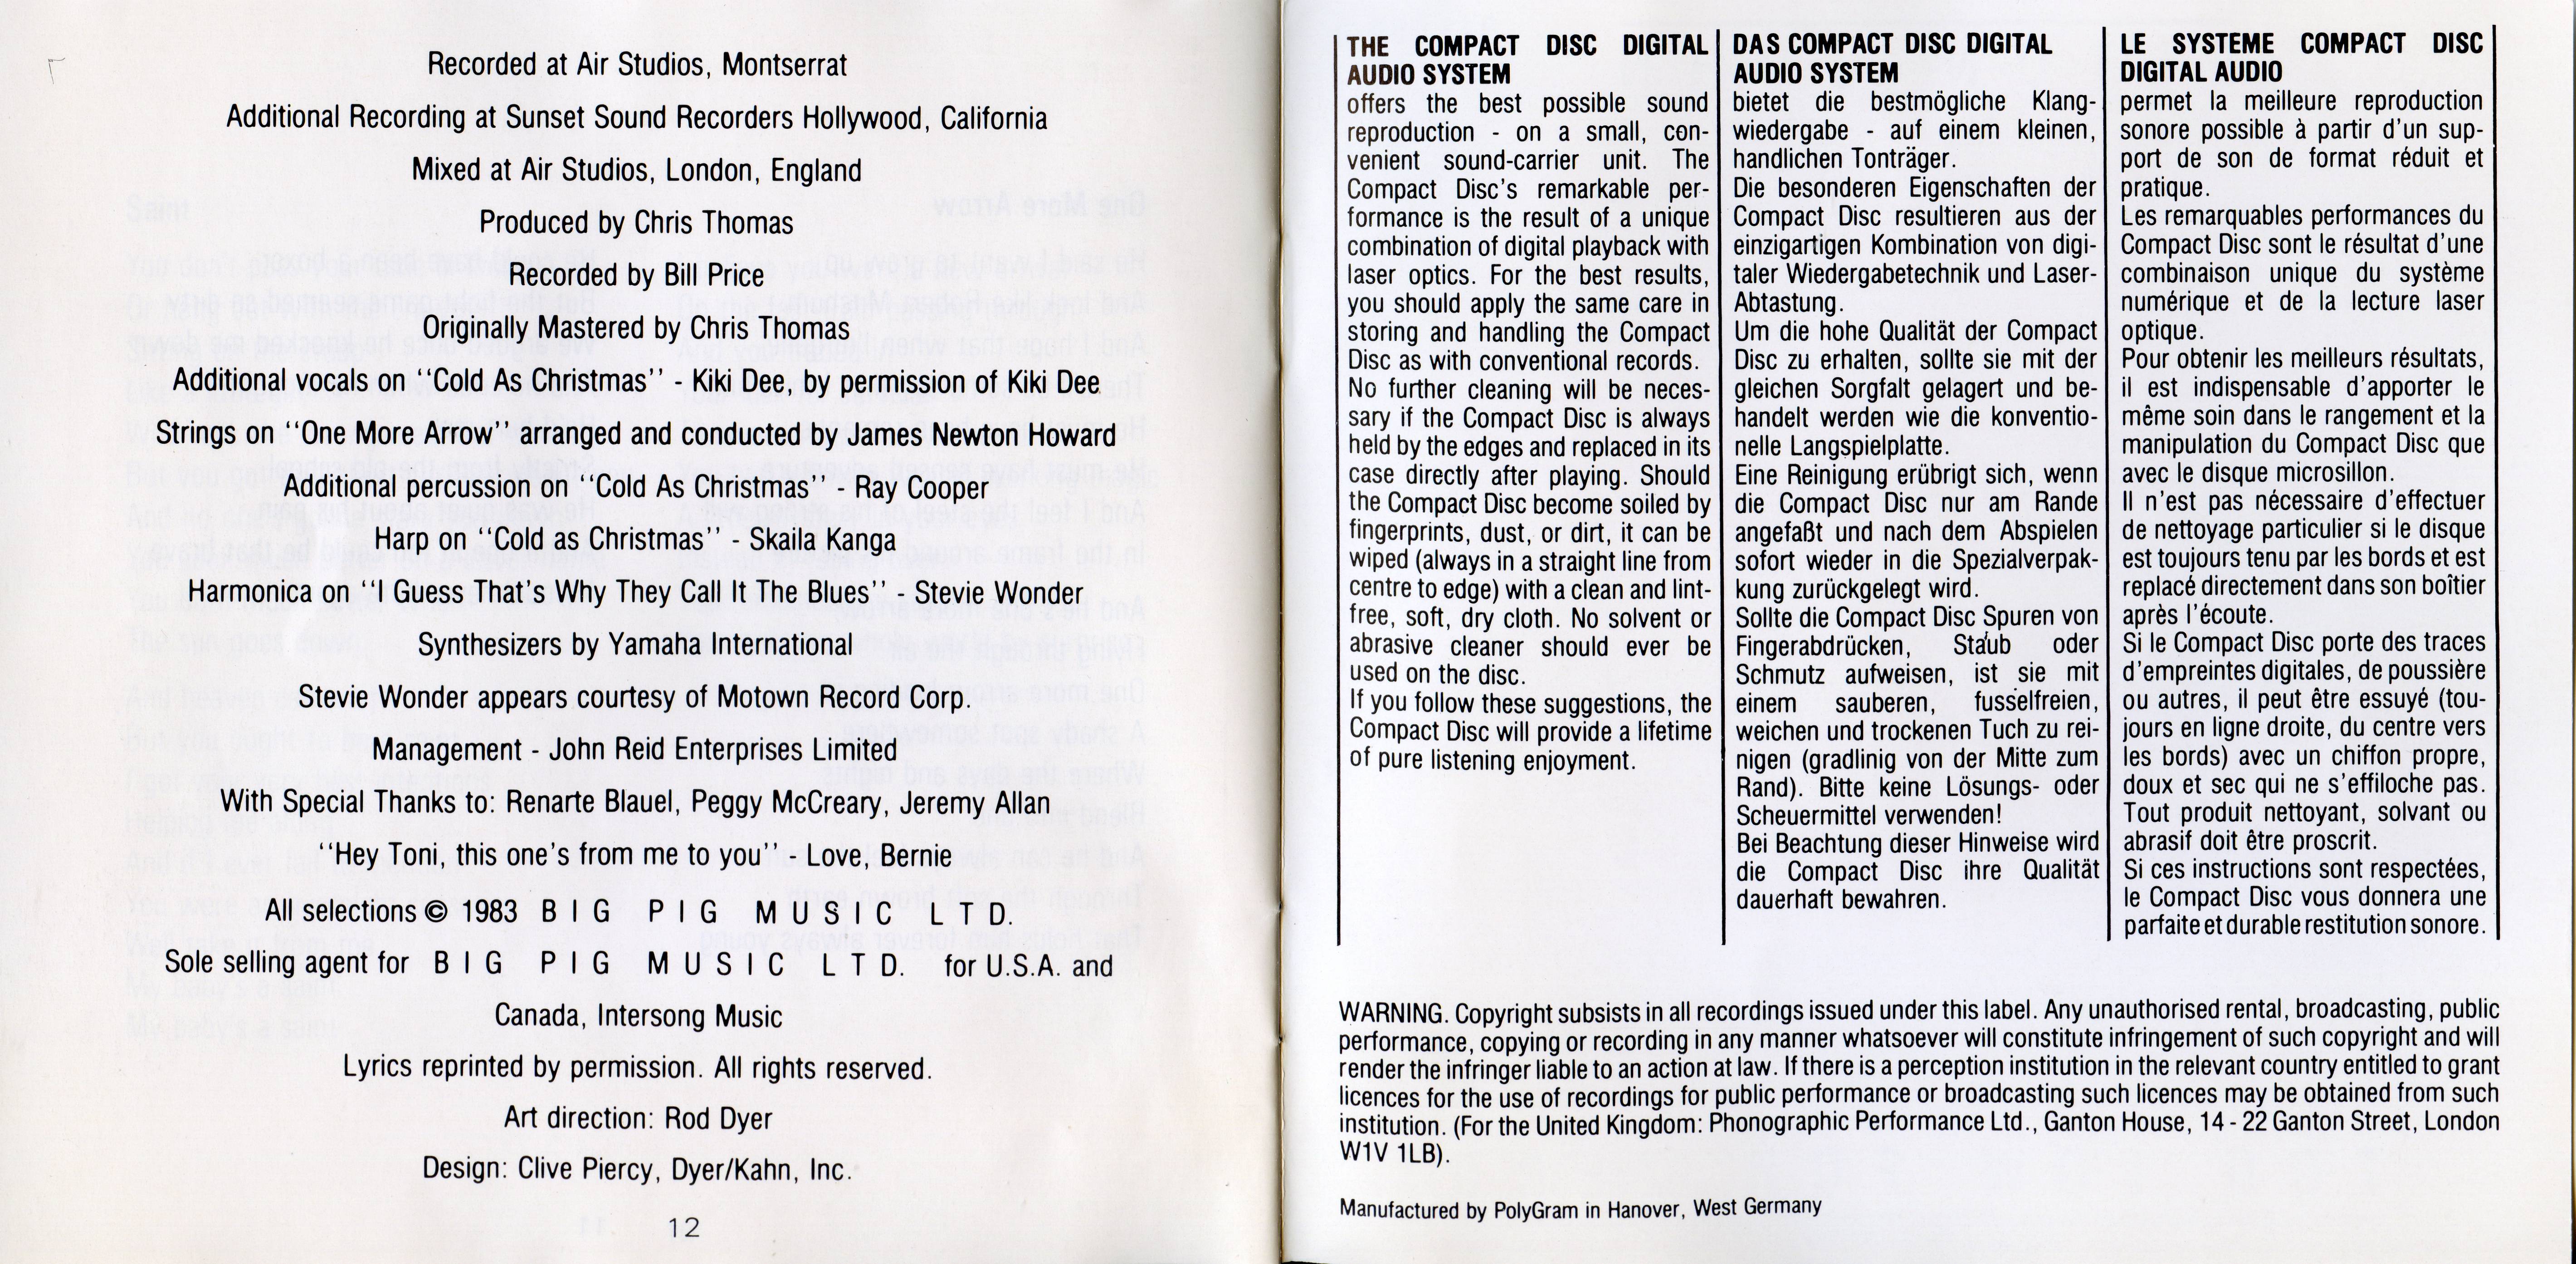 Recorded at Air Studios, Montserrat
Additional Recording at Sunset Sound Recorders Hollywood, California
Mixed at Air Studios, London, England
Produced by Chris Thomas
Recorded by Bill Price
Originally Mastered by Chris Thomas
Additional vocals on ‘‘Cold As Christmas’’ - Kiki Dee, by permission of Kiki Dee
Strings on ‘‘One More Arrow’’ arranged and conducted by James Newton Howard
Additional percussion on ‘‘Cold As Christmas’’ - Ray Cooper
Harp on ‘‘Cold as Christmas’’ - Skaila Kanga
Harmonica on ‘‘I Guess That's Why They Call It The Blues’’ - Stevie Wonder
Synthesizers by Yamaha International
Stevie Wonder appears courtesy of Motown Record Corp.
Management - John Reid Enterprises Limited
With Special Thanks to: Renarte Blauel, Peggy McCreary, Jeremy Allan
‘‘Hey Toni, this one's from me to you’’ - Love, Bernie
All selections © 1983 B I G P I G M U S I C L T D.
Sole selling agent for B I G P I G M U S I C L T D. for U.S.A. and
Canada, Intersong Music
Lyrics reprinted by permission. All rights reserved.
Art direction: Rod Dyer
Design: Clive Piercy, Dyer/Kahn, Inc.
12
THE COMPACT DISC DIGITAL
AUDIO SYSTEM
offers the best possible sound
reproduction - on a small, con-
venient sound-carrier unit. The
Compact Disc's remarkable per-
formance is the result of a unique
combination of digital playback with
laser optics. For the best results,
you should apply the same care in
storing and handling the Compact
Disc as with conventional records.
No further cleaning will be neces-
sary if the Compact Disc is always
held by the edges and replaced in its
case directly after playing. Should
the Compact Disc become soiled by
fingerprints, dust, or dirt, it can be
wiped (always in a straight line from
centre to edge) with a clean and lint-
free, soft, dry cloth. No solvent or
abrasive cleaner should ever be
used on the disc.
If you follow these suggestions, the
Compact Disc will provide a lifetime
of pure listening enjoyment.
DAS COMPACT DISC DIGITAL
AUDIO SYSTEM
bietet die bestmögliche Klang-
wiedergabe - auf einem kleinen,
handlichen Tonträger.
Die besonderen Eigenschaften der
Compact Disc resultieren aus der
einzigartigen Kombination von digi-
taler Wiedergabetechnik und Laser-
Abtastung.
Um die hohe Qualität der Compact
Disc zu erhalten, sollte sie mit der
gleichen Sorgfalt gelagert und be-
handelt werden wie die konventio-
nelle Langspielplatte.
Eine Reinigung erübrigt sich, wenn
die Compact Disc nur am Rande
angefaßt und nach dem Abspielen
sofort wieder in die Spezialverpak-
kung zurückgelegt wird.
Sollte die Compact Disc Spuren von
Fingerabdrücken, Staub oder
Schmutz aufweisen, ist sie mit
einem sauberen, fusselfreien,
weichen und trockenen Tuch zu rei-
nigen (gradlinig von der Mitte zum
Rand). Bitte keine Lösungs- oder
Scheuermittel verwenden!
Bei Beachtung dieser Hinweise wird
die Compact Disc ihre Qualität
dauerhaft bewahren.
LE SYSTEME COMPACT DISC
DIGITAL AUDIO
permet la meilleure reproduction
sonore possible à partir d'un sup-
port de son de format réduit et
pratique.
Les remarquables performances du
Compact Disc sont le résultat d'une
combinaison unique du système
numérique et de la lecture laser
optique.
Pour obtenir les meilleurs résultats,
il est indispensable d'apporter le
même soin dans le rangement et la
manipulation du Compact Disc que
avec le disque microsillon.
Il n'est pas nécessaire d'effectuer
de nettoyage particulier si le disque
est toujours tenu par les bords et est
replacé directement dans son boîtier
après l'écoute.
Si le Compact Disc porte des traces
d'empreintes digitales, de poussière
ou autres, il peut être essuyé (tou-
jours en ligne droite, du centre vers
les bords) avec un chiffon propre,
doux et sec qui ne s'effiloche pas.
Tout produit nettoyant, solvant ou
abrasif doit être proscrit.
Si ces instructions sont respectées,
le Compact Disc vous donnera une
parfaite et durable restitution sonore.
WARNING. Copyright subsists in all recordings issued under this label. Any unauthorised rental, broadcasting, public
performance, copying or recording in any manner whatsoever will constitute infringement of such copyright and will
render the infringer liable to an action at law. If there is a perception institution in the relevant country entitled to grant
licences for the use of recordings for public performance or broadcasting such licences may be obtained from such
institution. (For the United Kingdom: Phonographic Performance Ltd., Ganton House, 14 - 22 Ganton Street, London
W1V 1LB).
Manufactured by PolyGram in Hanover, West Germany